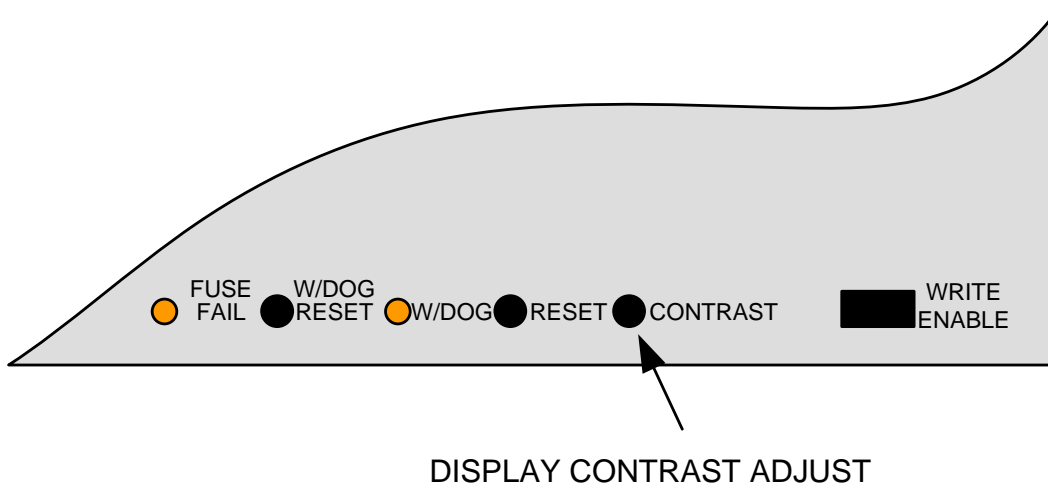 FUSE
FAIL
W/DOG
RESET
W/DOG
RESET
CONTRAST
WRITE
ENABLE
DISPLAY CONTRAST ADJUST